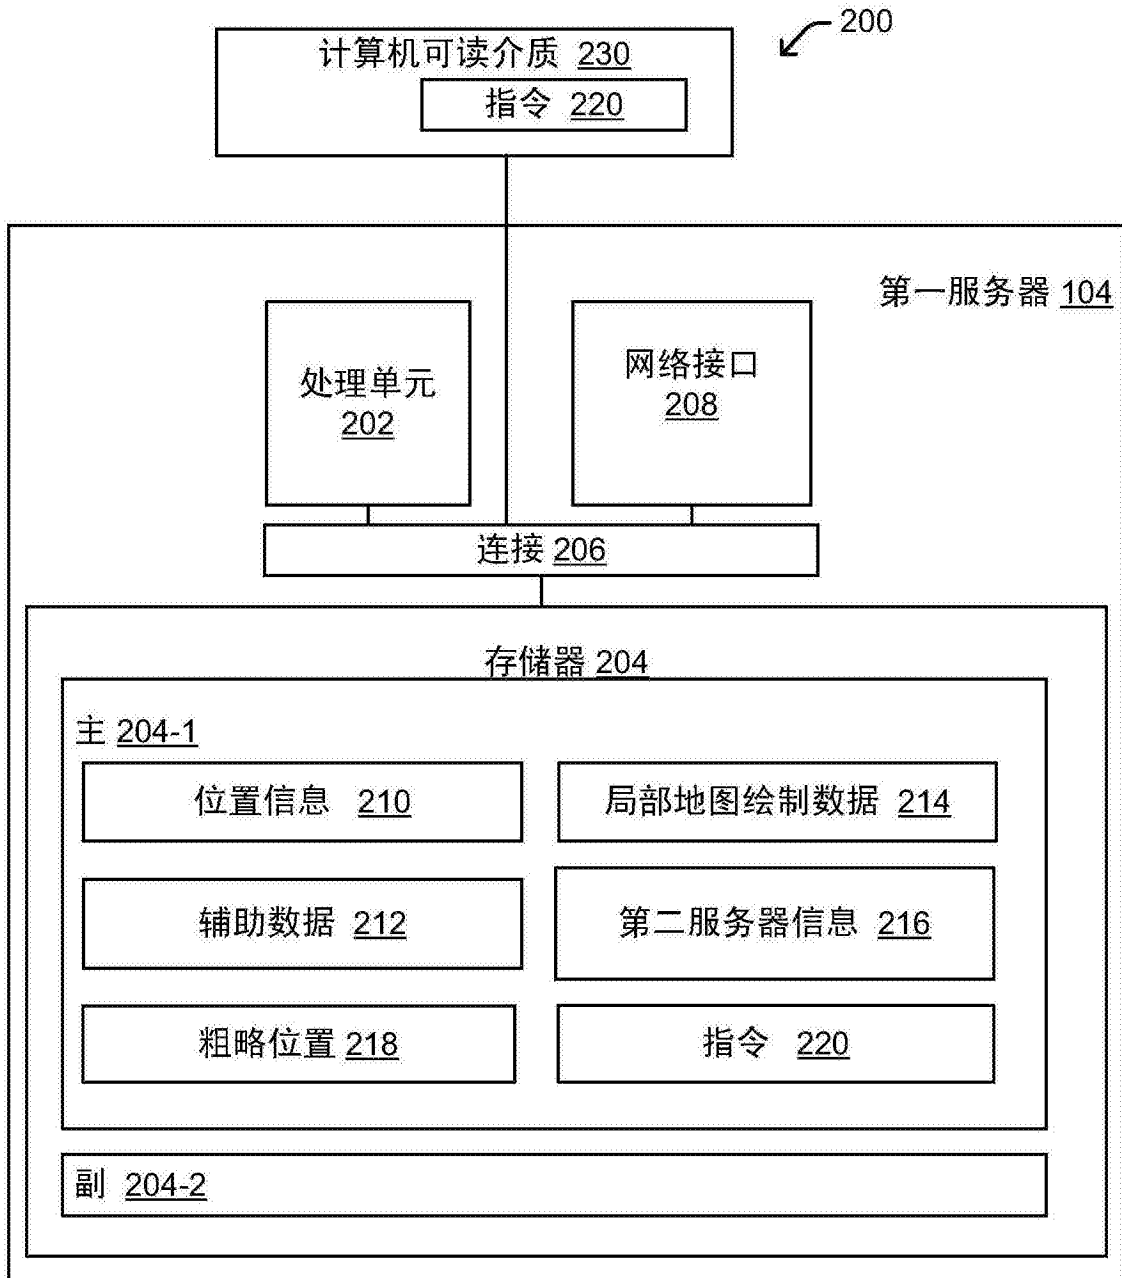 200
计算机可读介质 230
指令 220
第一服务器 104
处理单元
202
网络接口
208
连接 206
存储器 204
主 204-1
位置信息 210
局部地图绘制数据 214
辅助数据 212
第二服务器信息 216
粗略位置 218
指令 220
副 204-2